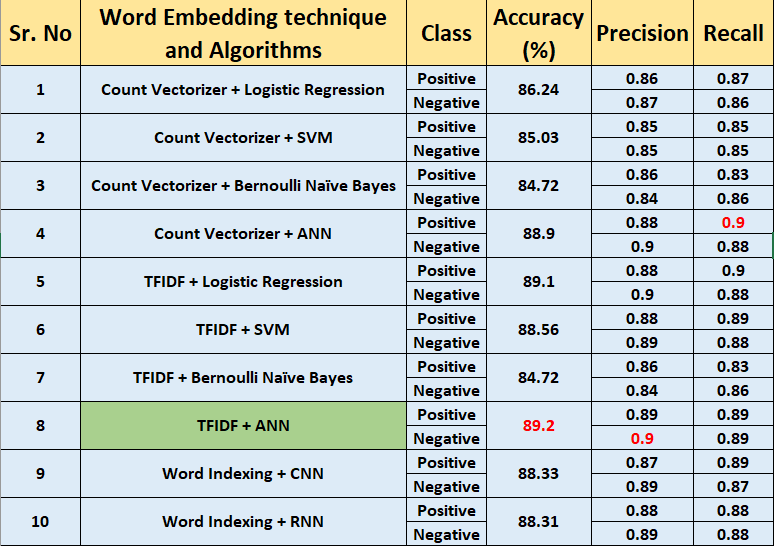 Sr. No Word Embedding technique and Algorithms Class Accuracy (%) Precision Recall
1 Count Vectorizer + Logistic Regression Positive 86.24 0.86 0.87
Negative 0.87 0.86
2 Count Vectorizer + SVM Positive 85.03 0.85 0.85
Negative 0.85 0.85
3 Count Vectorizer + Bernoulli Naïve Bayes Positive 84.72 0.86 0.83
Negative 0.84 0.86
4 Count Vectorizer + ANN Positive 88.9 0.88 0.9
Negative 0.9 0.88
5 TFIDF + Logistic Regression Positive 89.1 0.88 0.9
Negative 0.9 0.88
6 TFIDF + SVM Positive 88.56 0.88 0.89
Negative 0.89 0.88
7 TFIDF + Bernoulli Naïve Bayes Positive 84.72 0.86 0.83
Negative 0.84 0.86
8 TFIDF + ANN Positive 89.2 0.89 0.89
Negative 0.9 0.89
9 Word Indexing + CNN Positive 88.33 0.87 0.89
Negative 0.89 0.87
10 Word Indexing + RNN Positive 88.31 0.88 0.88
Negative 0.89 0.88